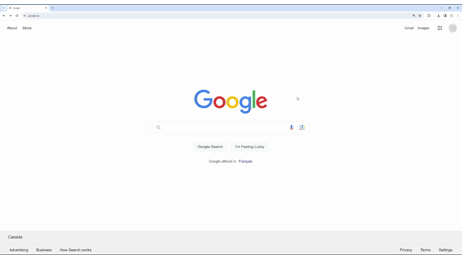 Google
google.ca
About Store
Gmail Images
Google
Google Search I'm Feeling Lucky
Google offered in: Français
Canada
Advertising Business How Search works
Privacy Terms Settings